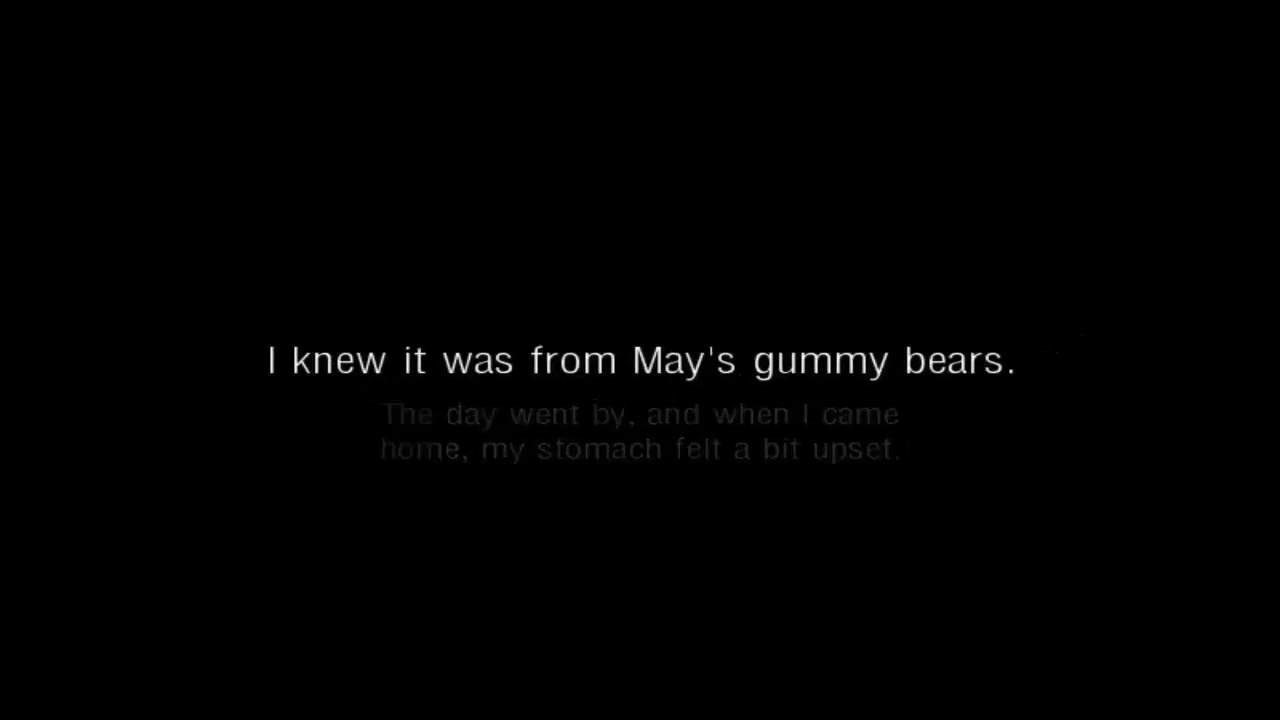 I knew it was from May's gummy bears.
The day went by, and when I came
home, my stomach felt a bit upset.